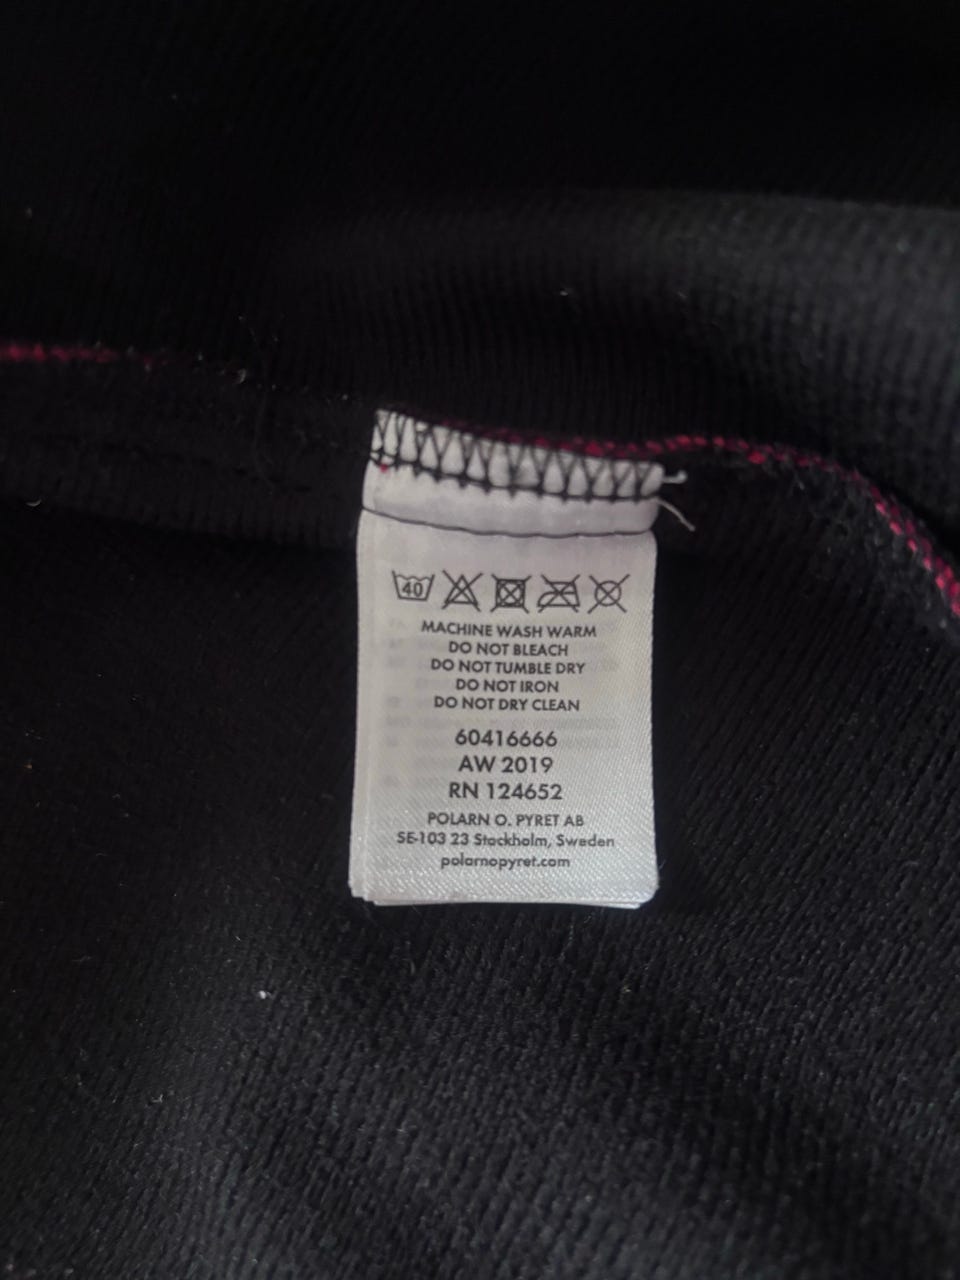 40
MACHINE WASH WARM
DO NOT BLEACH
DO NOT TUMBLE DRY
DO NOT IRON
DO NOT DRY CLEAN
60416666
AW 2019
RN 124652
POLARN O. PYRET AB
SE-103 23 Stockholm, Sweden
polarnopyret.com